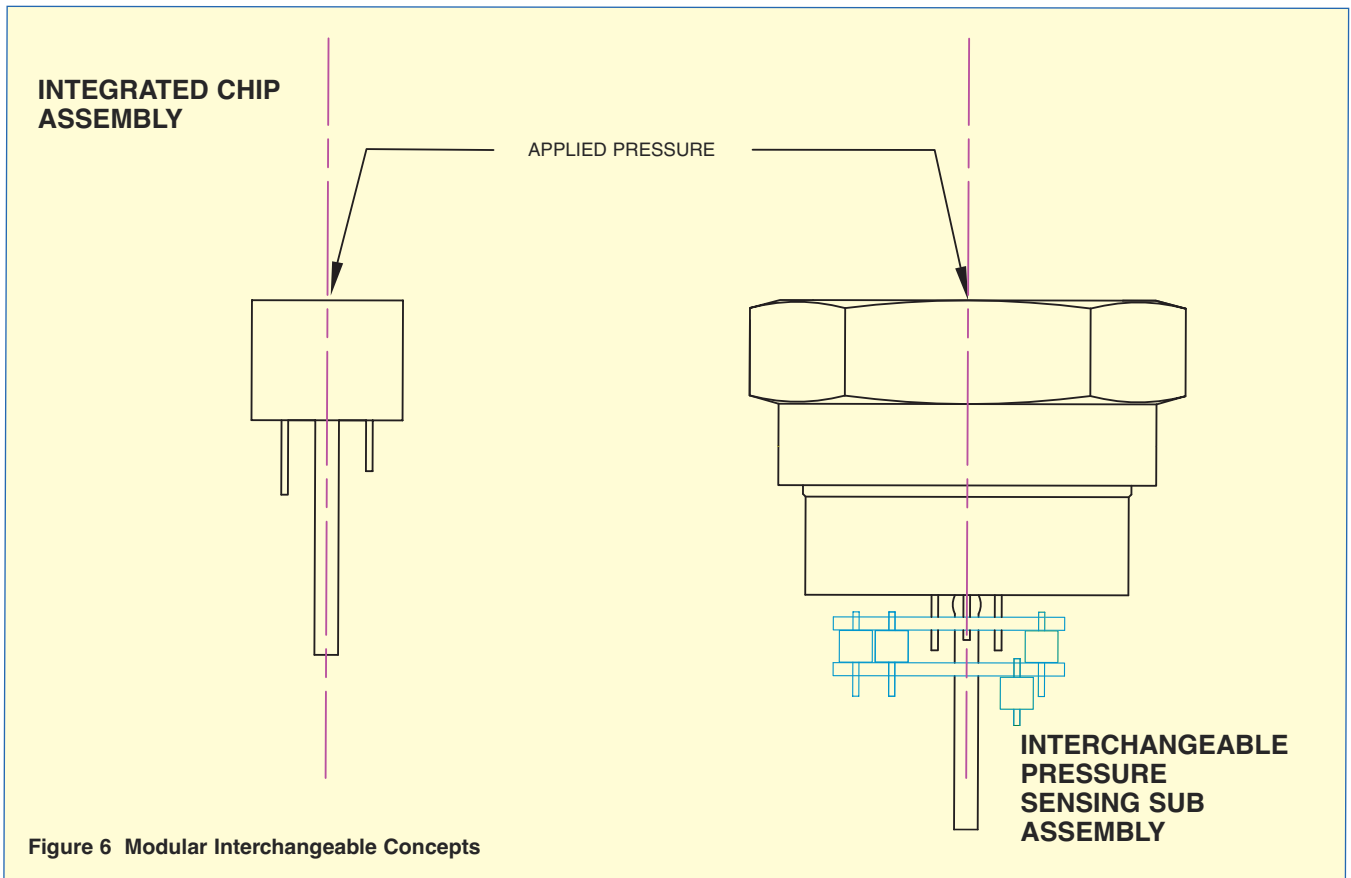 INTEGRATED CHIP
ASSEMBLY
APPLIED PRESSURE
INTERCHANGEABLE
PRESSURE
SENSING SUB
ASSEMBLY
Figure 6 Modular Interchangeable Concepts